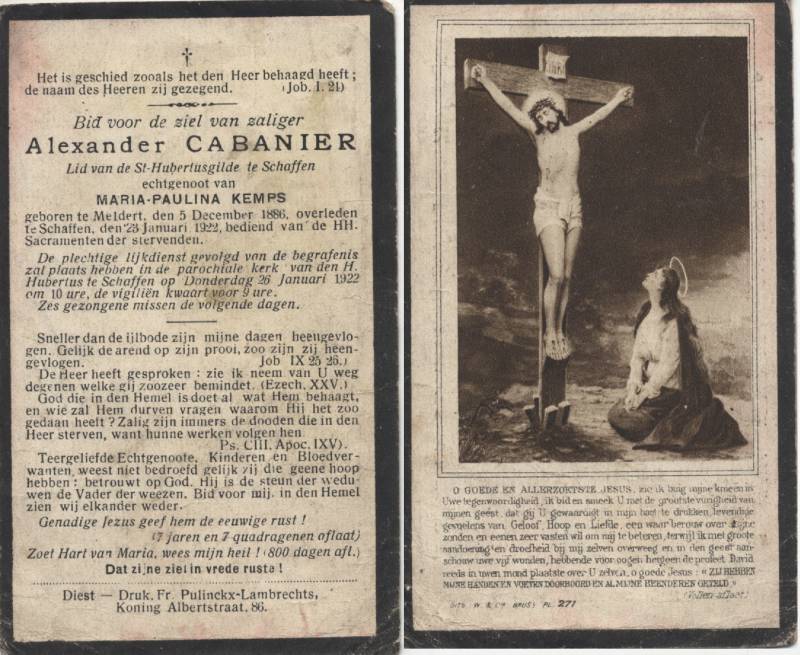 Het is geschied zooals het den Heer behaagd heeft ;
de naam des Heeren zij gezegend. (Job. I. 21)
Bid voor de ziel van zaliger
Alexander CABANIER
Lid van de St-Hubertusgilde te Schaffen
echtgenoot van
MARIA-PAULINA KEMPS
geboren te Meldert, den 5 December 1886, overleden
te Schaffen, den 23 Januari 1922, bediend van de HH.
Sacramenten der stervenden.
De plechtige lijkdienst gevolgd van de begrafenis
zal plaats hebben in de parochiale kerk van den H.
Hubertus te Schaffen op Donderdag 26 Januari 1922
om 10 ure, de vigiliën kwaart voor 9 ure.
Zes gezongene missen de volgende dagen.
Sneller dan de ijlbode zijn mijne dagen heengevlo-
gen. Gelijk de arend op zijn prooi, zoo zijn zij heen-
gevlogen. Job IX 25 26.)
De Heer heeft gesproken : zie ik neem van U weg
degenen welke gij zoozeer bemindet. (Ezech. XXV.)
God die in den Hemel is doet al wat Hem behaagt,
en wie zal Hem durven vragen waarom Hij het zoo
gedaan heeft ? Zalig zijn immers de dooden die in den
Heer sterven, want hunne werken volgen hen
Ps. CIII. Apoc. IXV).
Teergeliefde Echtgenoote, Kinderen en Bloedver-
wanten, weest niet bedroefd gelijk zij die geene hoop
hebben : betrouwt op God. Hij is de steun der wedu-
wen de Vader der weezen. Bid voor mij, in den Hemel
zien wij elkander weder.
Genadige Jezus geef hem de eeuwige rust !
(7 jaren en 7 quadragenen aflaat)
Zoet Hart van Maria, wees mijn heil ! (800 dagen afl.)
Dat zijne ziel in vrede ruste !
Diest — Druk. Fr. Pulinckx-Lambrechts,
Koning Albertstraat, 86.
O GOEDE EN ALLERZOETSTE JESUS, zie ik buig mijne knieën in
Uwe tegenwoordigheid, ik bid en smeek U met de grootste vurigheid van
mijnen geest, dat gij U gewaardigt in mijn hart te drukken, levendige
gevoelens van Geloof, Hoop en Liefde, een waar berouw over mijne
zonden en eenen zeer vasten wil om mij te beteren, terwijl ik met groote
aandoening en droefheid bij mij zelven overweeg en in den geest aan-
schouw uwe vijf wonden, hebbende voor oogen hetgeen de profeet David
reeds in uwen mond plaatste over U zelven, o goede Jesus : « ZIJ HEBBEN
MIJNE HANDEN EN VOETEN DOORBOORD EN AL MIJNE BEENDEREN GETELD »
(Vollen-aflaat)
W. & Co BRUS) PL. 271